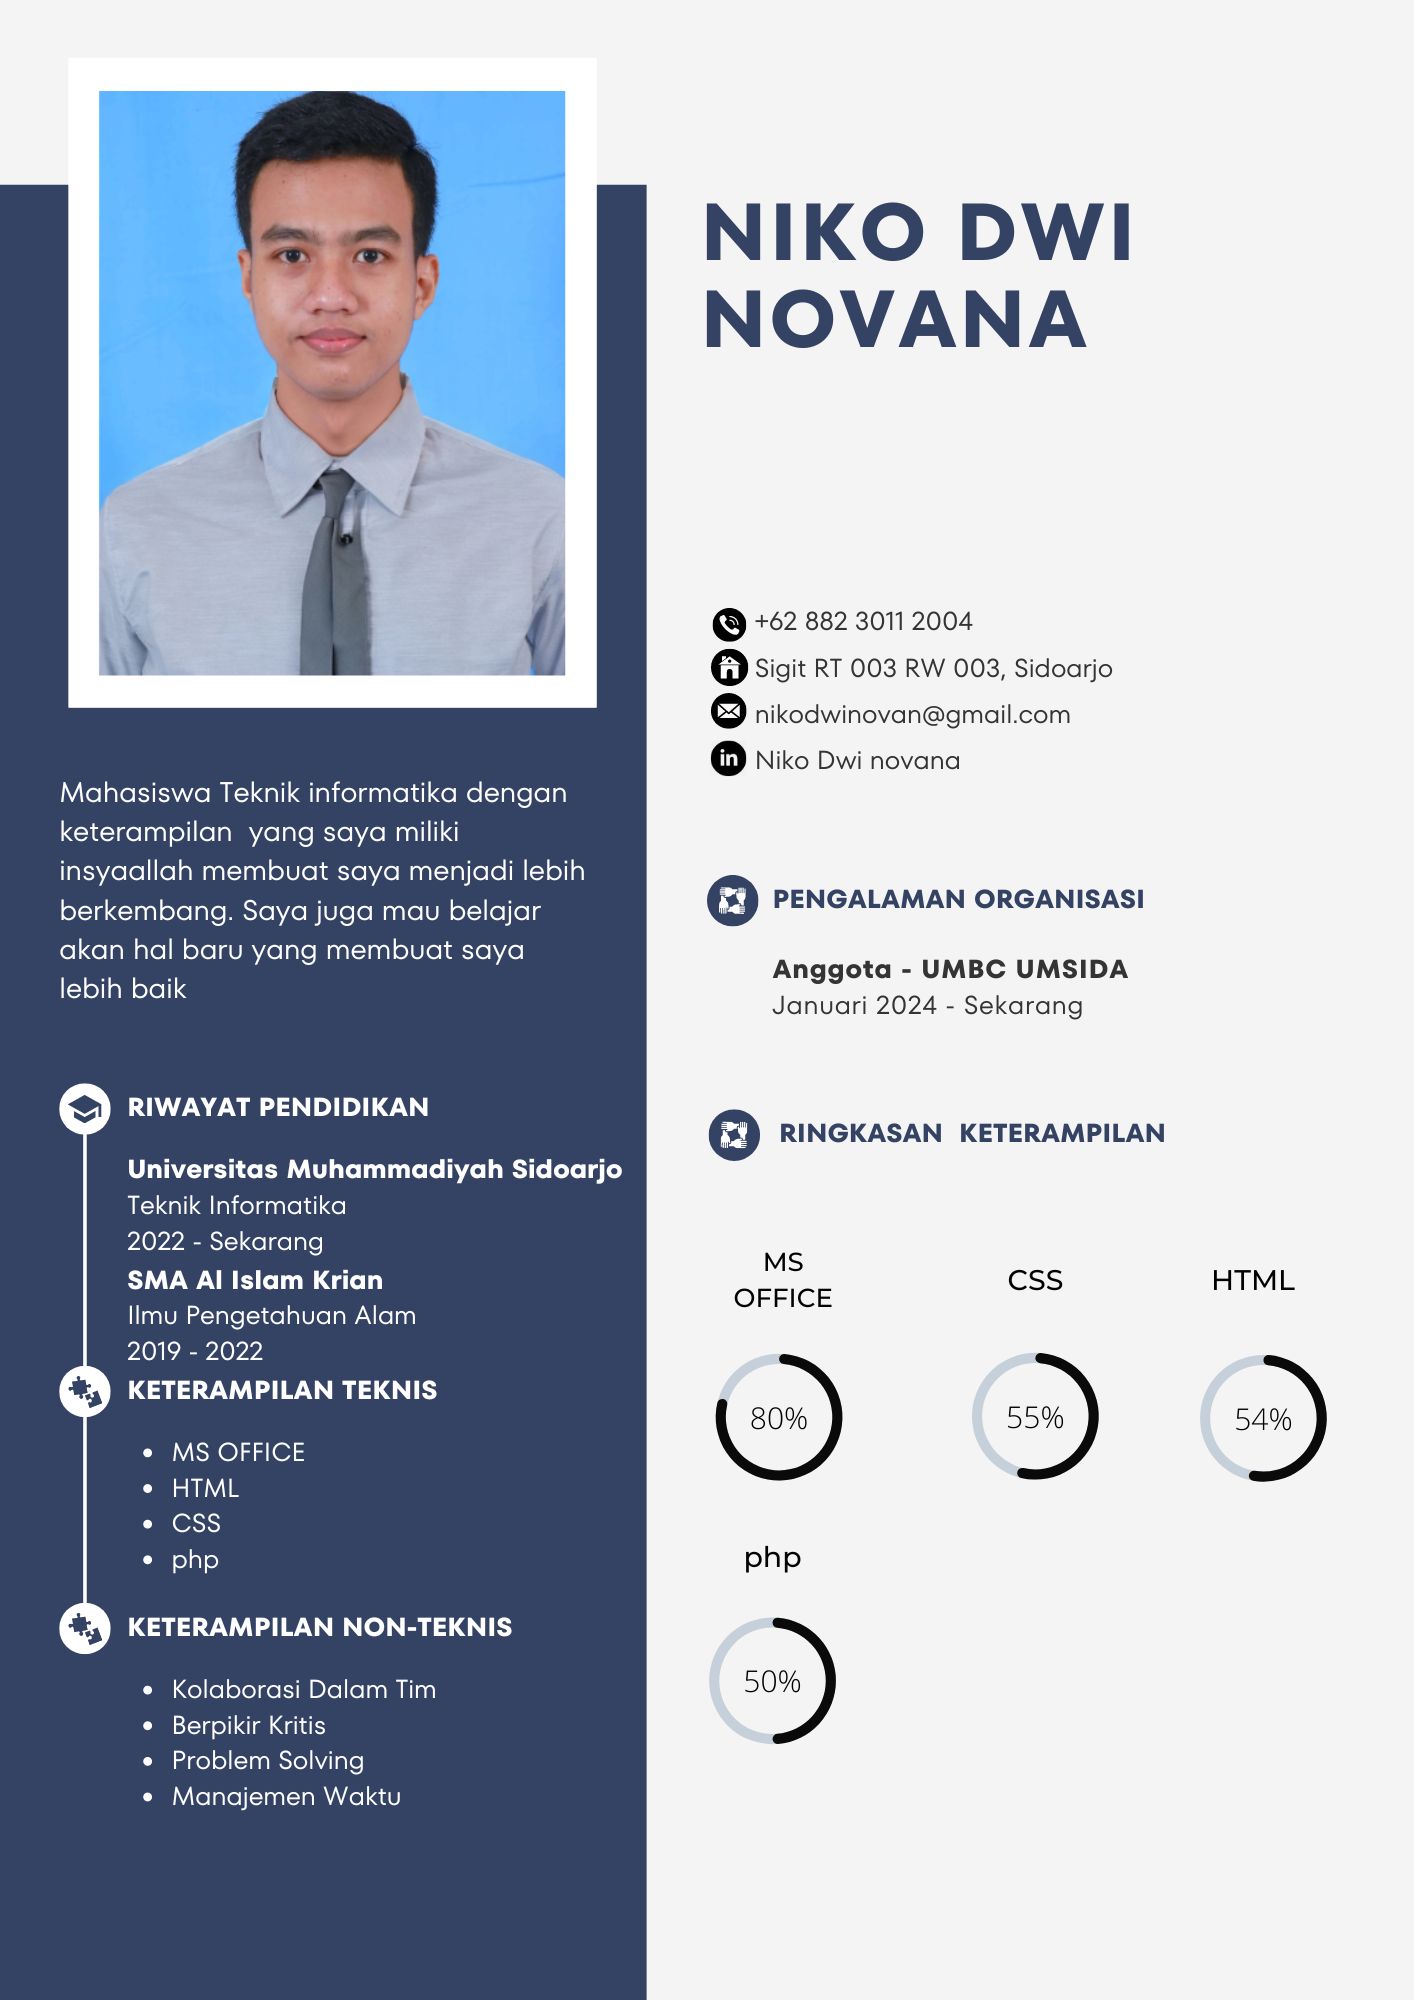 NIKO DWI
NOVANA
+62 882 3011 2004
Sigit RT 003 RW 003, Sidoarjo
nikodwinovan@gmail.com
in
Niko Dwi novana
Mahasiswa Teknik informatika dengan
keterampilan  yang saya miliki
insyaallah membuat saya menjadi lebih
berkembang. Saya juga mau belajar
akan hal baru yang membuat saya
lebih baik
RIWAYAT PENDIDIKAN
Universitas Muhammadiyah Sidoarjo
Teknik Informatika
2022 - Sekarang
SMA Al Islam Krian
Ilmu Pengetahuan Alam
2019 - 2022
KETERAMPILAN TEKNIS
• MS OFFICE
• HTML
• CSS
• php
KETERAMPILAN NON-TEKNIS
• Kolaborasi Dalam Tim
• Berpikir Kritis
• Problem Solving
• Manajemen Waktu
PENGALAMAN ORGANISASI
Anggota - UMBC UMSIDA
Januari 2024 - Sekarang
RINGKASAN  KETERAMPILAN
MS
OFFICE
80%
CSS
55%
HTML
54%
php
50%